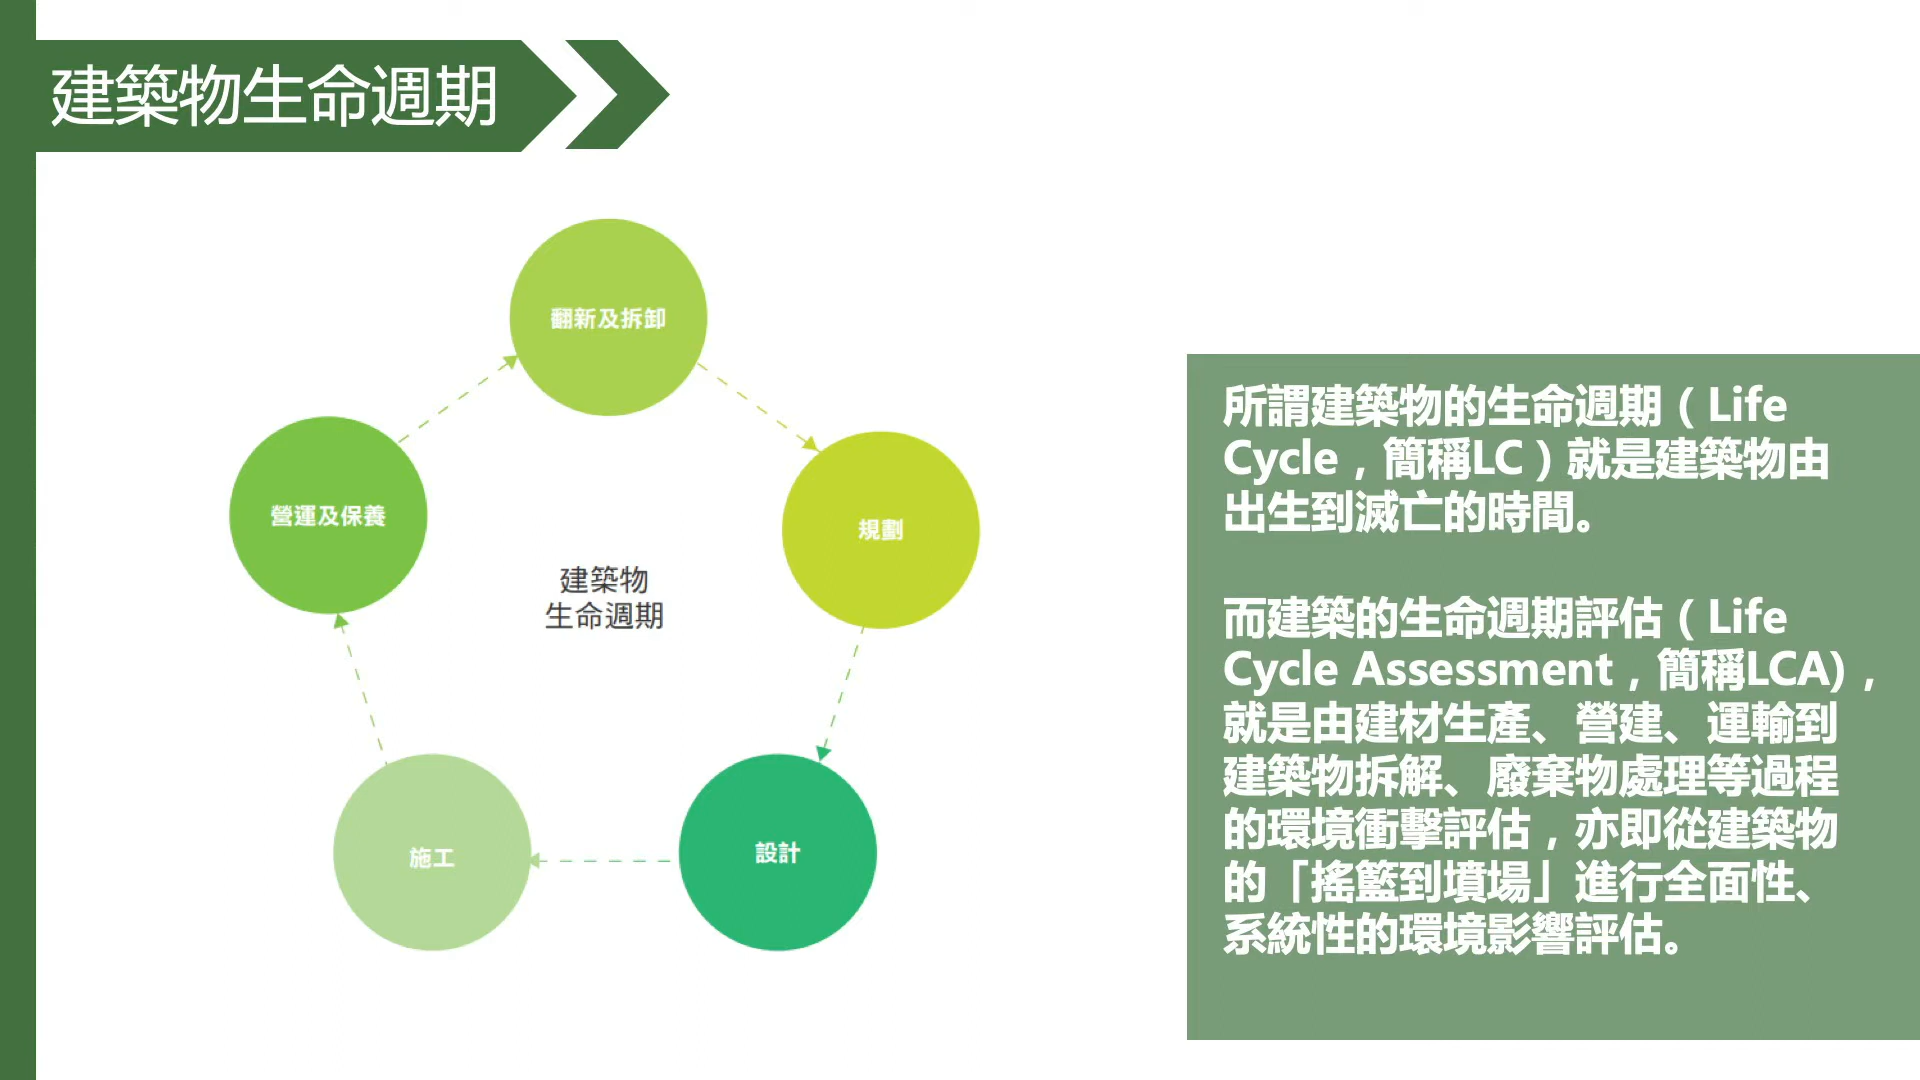 建築物生命週期
翻新及拆卸
營運及保養
規劃
建築物
生命週期
施工
設計
所謂建築物的生命週期（Life
Cycle，簡稱LC）就是建築物由
出生到滅亡的時間。
而建築的生命週期評估（Life
Cycle Assessment，簡稱LCA)，
就是由建材生產、營建、運輸到
建築物拆解、廢棄物處理等過程
的環境衝擊評估，亦即從建築物
的「搖籃到墳場」進行全面性、
系統性的環境影響評估。